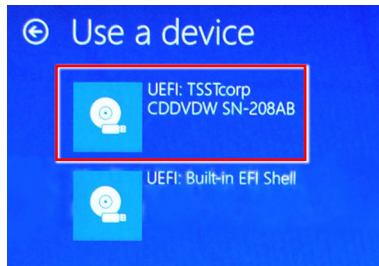 Use a device
UEFI: TSSTcorp
CDDVDW SN-208AB
UEFI: Built-in EFI Shell